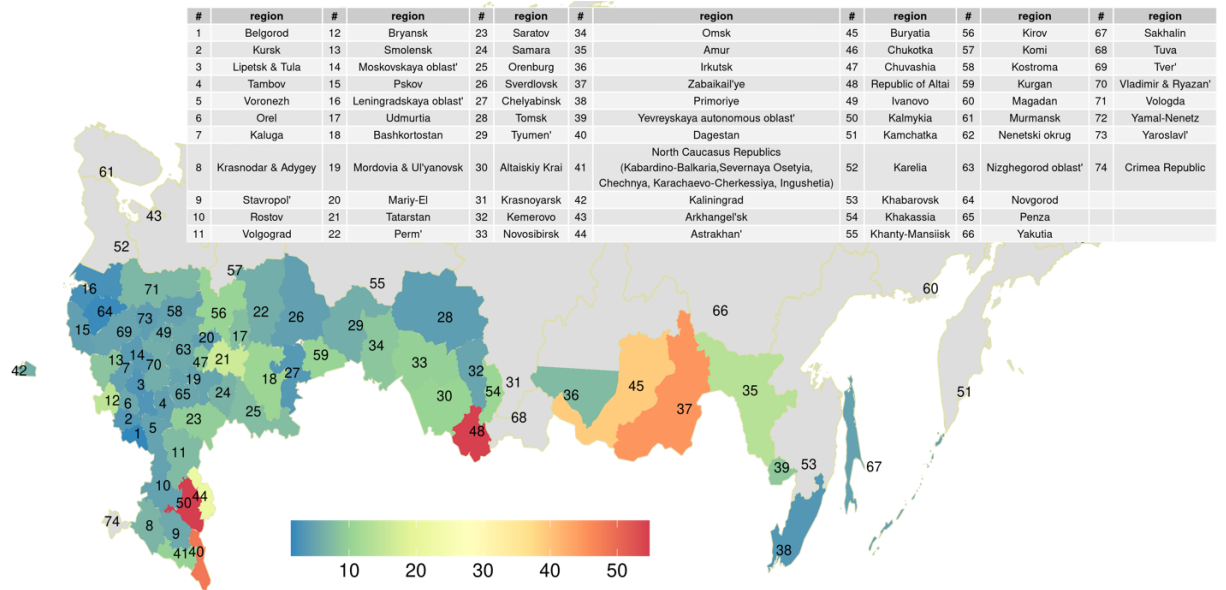 # region # region # region # region # region # region # region
1 Belgorod 12 Bryansk 23 Saratov 34 Omsk 45 Buryatia 56 Kirov 67 Sakhalin
2 Kursk 13 Smolensk 24 Samara 35 Amur 46 Chukotka 57 Komi 68 Tuva
3 Lipetsk & Tula 14 Moskovskaya oblast' 25 Orenburg 36 Irkutsk 47 Chuvashia 58 Kostroma 69 Tver'
4 Tambov 15 Pskov 26 Sverdlovsk 37 Zabaikail'ye 48 Republic of Altai 59 Kurgan 70 Vladimir & Ryazan'
5 Voronezh 16 Leningradskaya oblast' 27 Chelyabinsk 38 Primoriye 49 Ivanovo 60 Magadan 71 Vologda
6 Orel 17 Udmurtia 28 Tomsk 39 Yevreyskaya autonomous oblast' 50 Kalmykia 61 Murmansk 72 Yamal-Nenetz
7 Kaluga 18 Bashkortostan 29 Tyumen' 40 Dagestan 51 Kamchatka 62 Nenetski okrug 73 Yaroslavl'
North Caucasus Republics
8 Krasnodar & Adygey 19 Mordovia & Ul'yanovsk 30 Altaiskiy Krai 41 (Kabardino-Balkaria,Severnaya Osetyia, 52 Karelia 63 Nizhegorod oblast' 74 Crimea Republic
Chechnya, Karachaevo-Cherkessiya, Ingushetia)
9 Stavropol' 20 Mariy-El 31 Krasnoyarsk 42 Kaliningrad 53 Khabarovsk 64 Novgorod
10 Rostov 21 Tatarstan 32 Kemerovo 43 Arkhangel'sk 54 Khakassia 65 Penza
11 Volgograd 22 Perm' 33 Novosibirsk 44 Astrakhan' 55 Khanty-Mansiisk 66 Yakutia
61
43
52
57
55
60
16 71
66
64 73 58 56 22 26 28
15 69 49 20 17 29
63 34
13 14 70 47 21 59 33
7
42 32 31
3 19 18 27 36 45 35 51
12 6 4 65 24 30 54 37
2 5 23 25 68
1 48
11
39 53 67
10 50 44
74 8 9
41 40 38
10 20 30 40 50